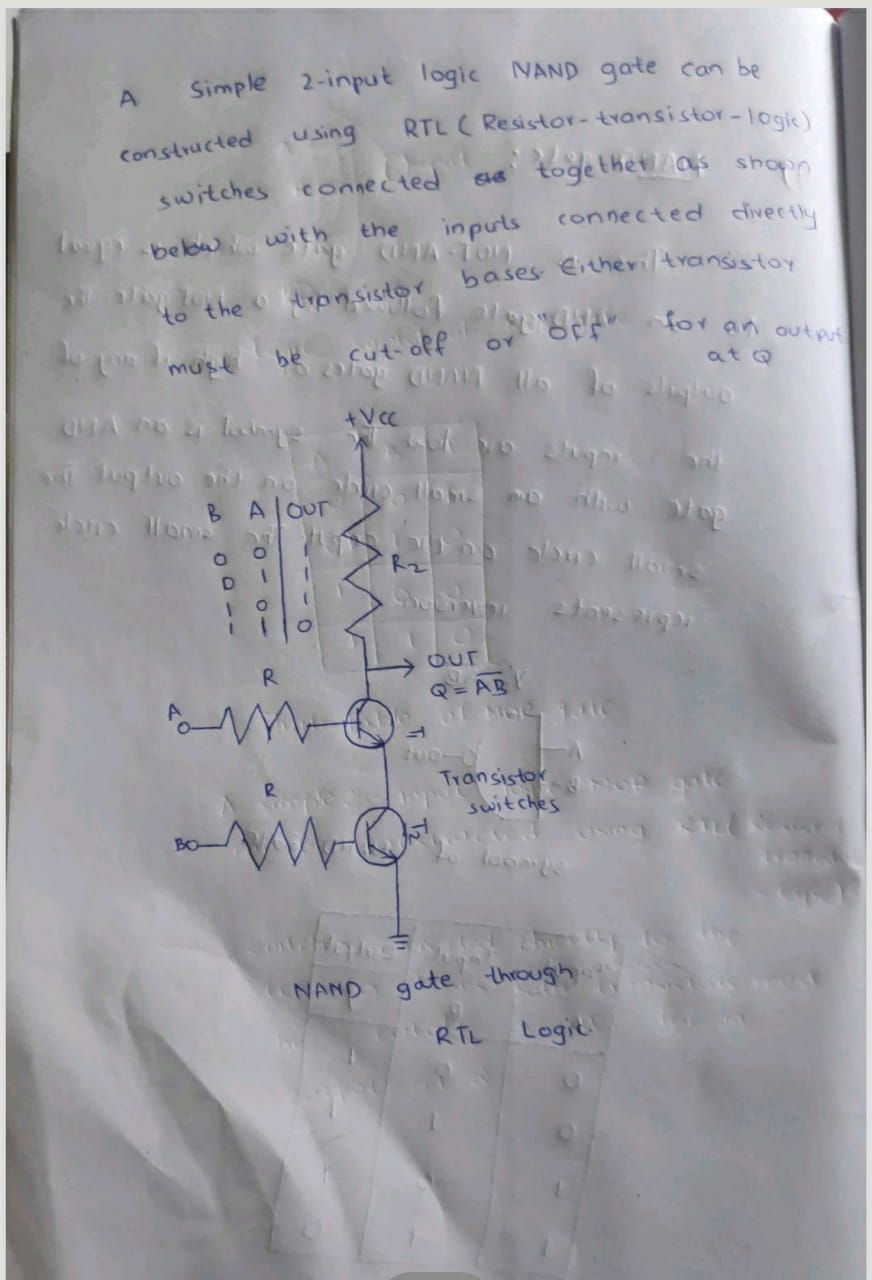 A Simple 2-input logic NAND gate can be
constructed using RTL ( Resistor-transistor-logic)
switches connected together as shown
below with the inputs connected directly
to the transistor bases. Either transistor
must be cut-off or "OFF" for an output
at Q
+Vcc
B A OUT
0 0 1
0 1 1
1 0 1
1 1 0
R2
OUT
Q = A̅B̅
R
A
T1
Transistor
switches
R
B
T2
NAND gate through
RTL Logic.